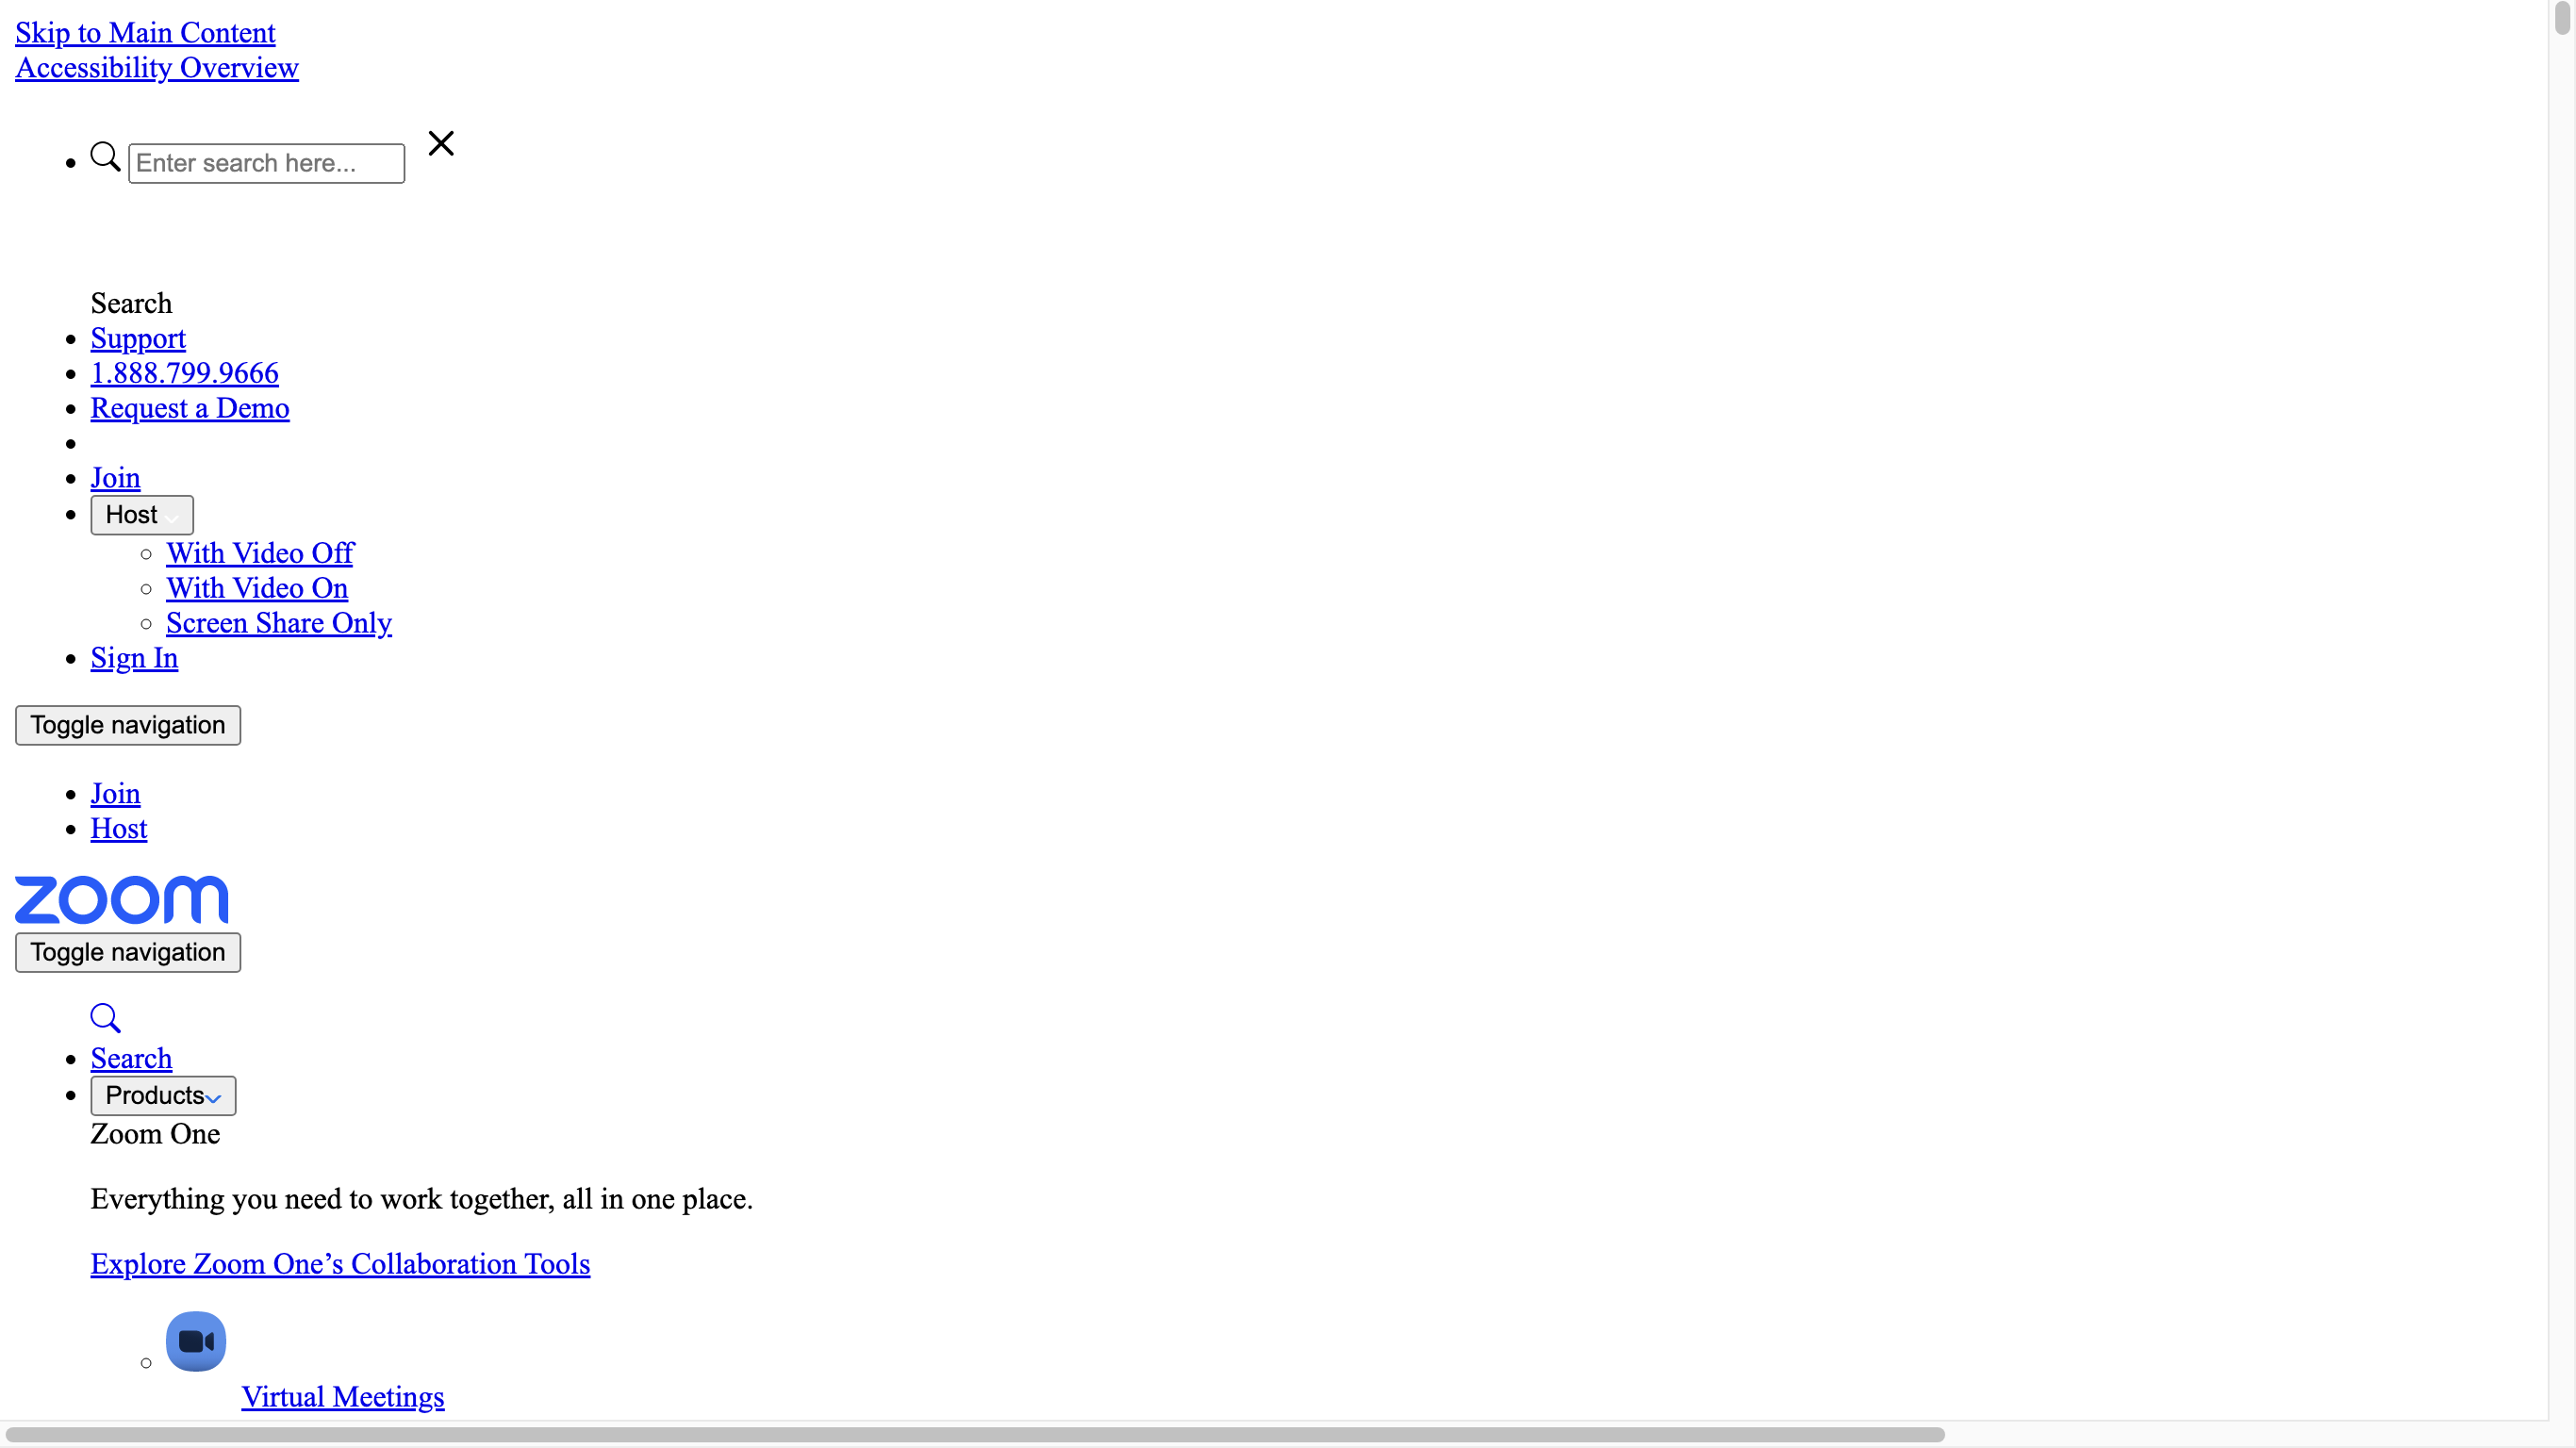 Skip to Main Content
Accessibility Overview
Enter search here...
Search
Support
1.888.799.9666
Request a Demo
Join
Host
With Video Off
With Video On
Screen Share Only
Sign In
Toggle navigation
Join
Host
zoom
Toggle navigation
Search
Products
Zoom One
Everything you need to work together, all in one place.
Explore Zoom One’s Collaboration Tools
Virtual Meetings